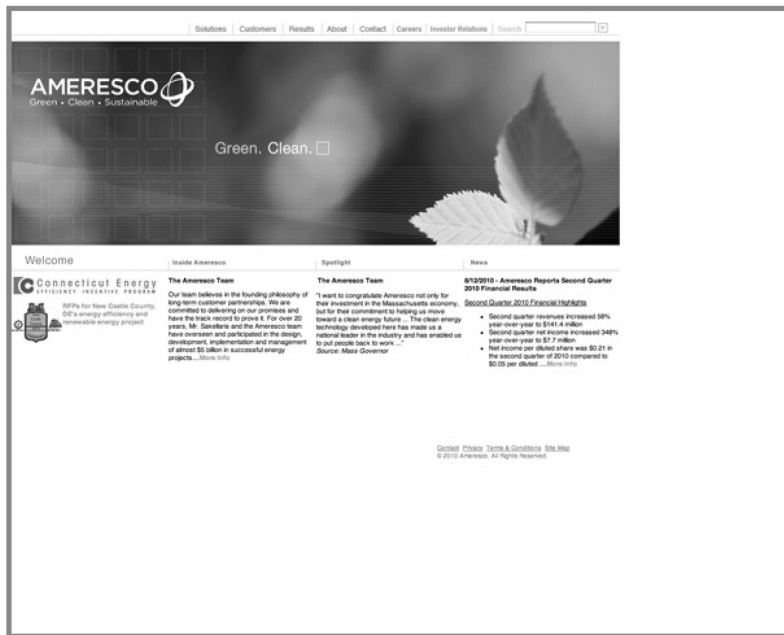 Solutions Customers Results About Contact Careers Investor Relations Search
AMERESCO
Green • Clean • Sustainable
Green. Clean.
Welcome
Connecticut Energy
EFFICIENCY INCENTIVE PROGRAM
RFPs for New Castle County,
DE's energy efficiency and
renewable energy project
Inside Ameresco
The Ameresco Team
Our team believes in the founding philosophy of
long-term customer partnerships. We are
committed to delivering on our promises and
have the track record to prove it. For over 20
years, Mr. Sakellaris and the Ameresco team
have overseen and participated in the design,
development, implementation and management
of almost $5 billion in successful energy
projects....More Info
Spotlight
The Ameresco Team
"I want to congratulate Ameresco not only for
their investment in the Massachusetts economy,
but for their commitment to helping us move
toward a clean energy future ... The clean energy
technology developed here has made us a
national leader in the industry and has enabled us
to put people back to work ..."
Source: Mass Governor
News
8/12/2010 - Ameresco Reports Second Quarter
2010 Financial Results
Second Quarter 2010 Financial Highlights
• Second quarter revenues increased 58%
year-over-year to $141.4 million
• Second quarter net income increased 348%
year-over-year to $7.7 million
• Net income per diluted share was $0.21 in
the second quarter of 2010 compared to
$0.05 per diluted ....More Info
Contact Privacy Terms & Conditions Site Map
© 2010 Ameresco. All Rights Reserved.